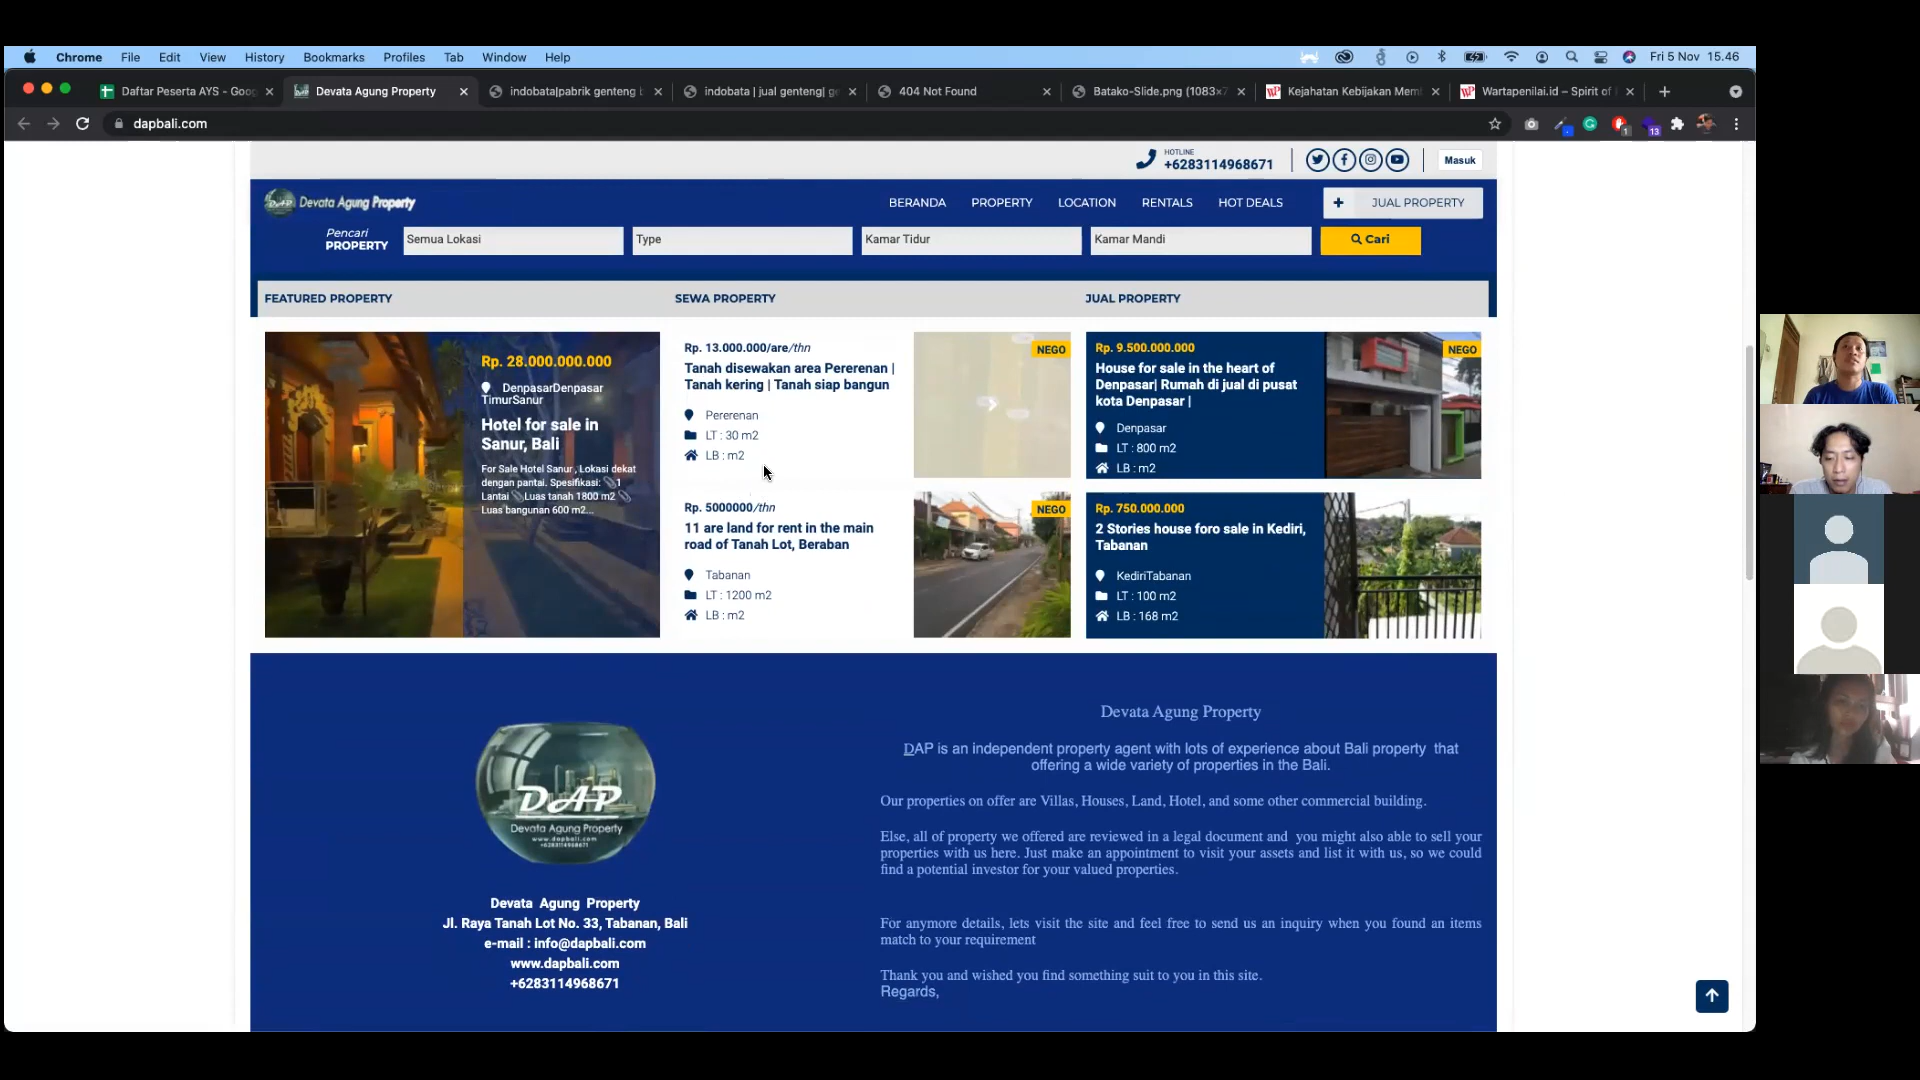 Chrome File Edit View History Bookmarks Profiles Tab Window Help Fri 5 Nov 15.46
Daftar Peserta AYS - Goo
Devata Agung Property
indobata|pabrik genteng
indobata | jual genteng| g
404 Not Found
Batako-Slide.png (1083×7
Kejahatan Kebijakan Mem
Wartapenilai.id – Spirit of
dapbali.com
1
13
HOTLINE
+6283114968671
Masuk
DAP Devata Agung Property
BERANDA PROPERTY LOCATION RENTALS HOT DEALS
+ JUAL PROPERTY
Pencari
PROPERTY
Semua Lokasi
Type
Kamar Tidur
Kamar Mandi
Cari
FEATURED PROPERTY
SEWA PROPERTY
JUAL PROPERTY
Rp. 28.000.000.000
DenpasarDenpasar
TimurSanur
Hotel for sale in
Sanur, Bali
For Sale Hotel Sanur , Lokasi dekat
dengan pantai. Spesifikasi: 1
Lantai Luas tanah 1800 m2
Luas bangunan 600 m2...
Rp. 13.000.000/are/thn
Tanah disewakan area Pererenan |
Tanah kering | Tanah siap bangun
Pererenan
LT : 30 m2
LB : m2
NEGO
Rp. 5000000/thn
11 are land for rent in the main
road of Tanah Lot, Beraban
Tabanan
LT : 1200 m2
LB : m2
NEGO
Rp. 9.500.000.000
House for sale in the heart of
Denpasar| Rumah di jual di pusat
kota Denpasar |
Denpasar
LT : 800 m2
LB : m2
NEGO
Rp. 750.000.000
2 Stories house foro sale in Kediri,
Tabanan
KediriTabanan
LT : 100 m2
LB : 168 m2
DAP
Devata Agung Property
www.dapbali.com
+6283114968671
Devata Agung Property
Jl. Raya Tanah Lot No. 33, Tabanan, Bali
e-mail : info@dapbali.com
www.dapbali.com
+6283114968671
Devata Agung Property
DAP is an independent property agent with lots of experience about Bali property that
offering a wide variety of properties in the Bali.
Our properties on offer are Villas, Houses, Land, Hotel, and some other commercial building.
Else, all of property we offered are reviewed in a legal document and you might also able to sell your
properties with us here. Just make an appointment to visit your assets and list it with us, so we could
find a potential investor for your valued properties.
For anymore details, lets visit the site and feel free to send us an inquiry when you found an items
match to your requirement
Thank you and wished you find something suit to you in this site.
Regards,